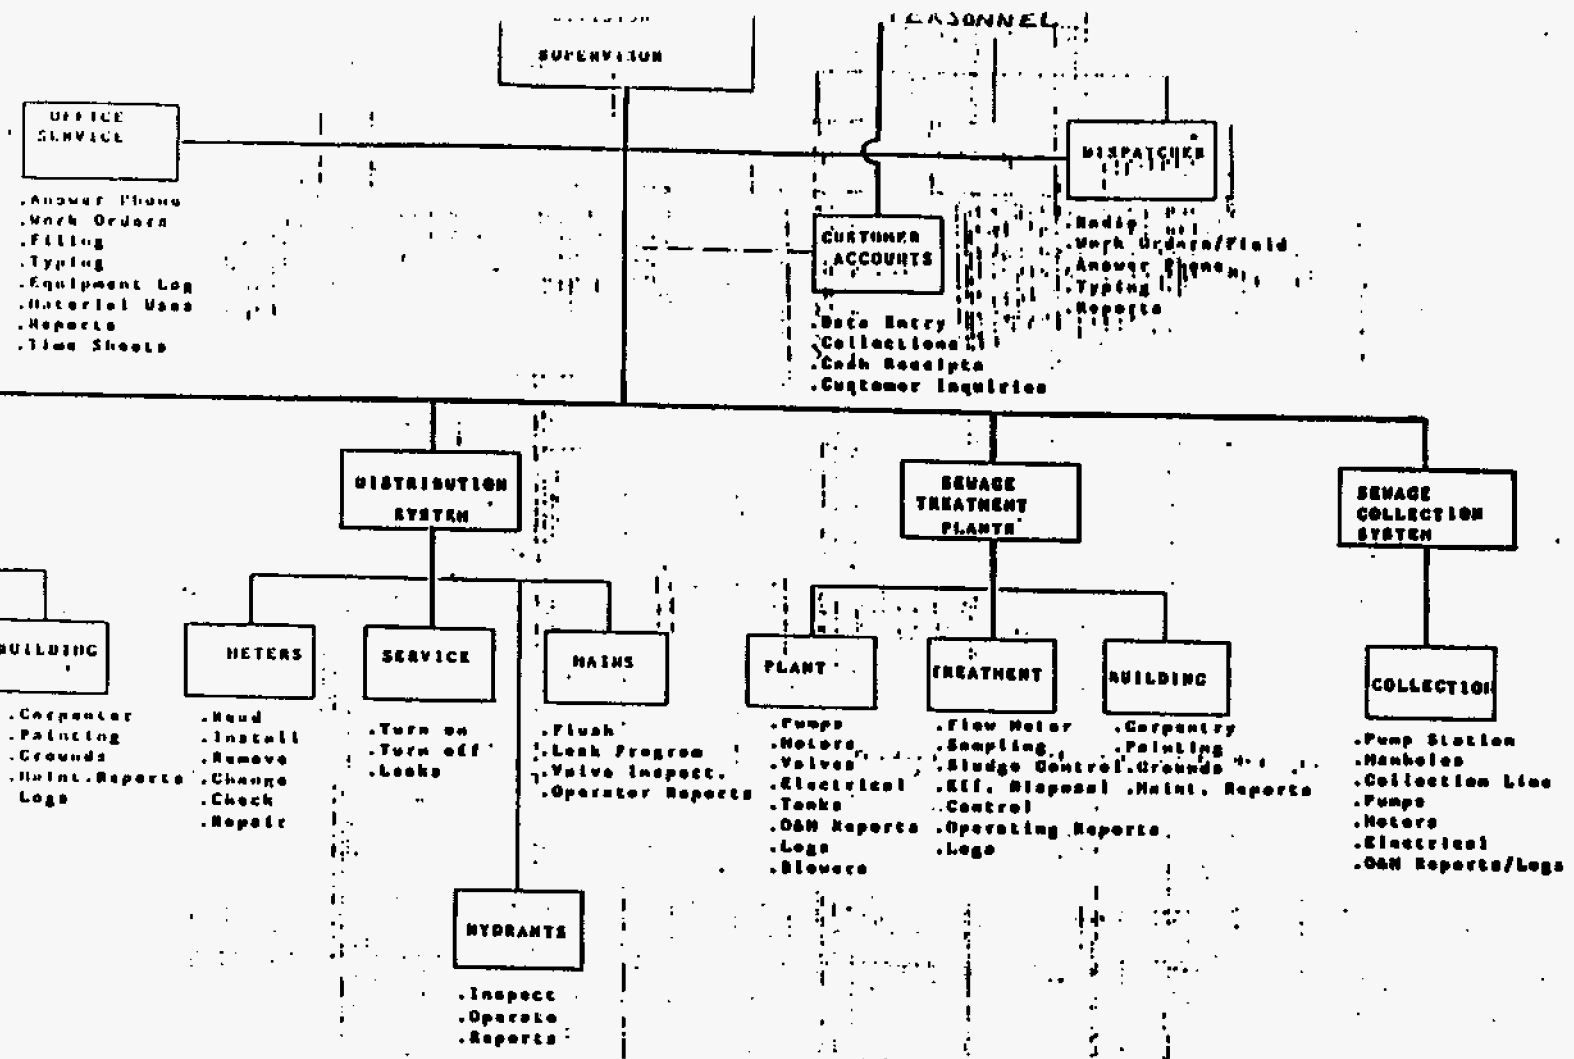 PERSONNEL
DIVISION
SUPERVISION
OFFICE
SERVICE
.Answer Phone
.Work Orders
.Filing
.Typing
.Equipment Log
.Material Uses
.Reports
.Time Sheets
DISPATCHER
.Radio
.Work Orders/Field
.Answer Phone
.Typing
.Reports
CUSTOMER
ACCOUNTS
.Data Entry
.Collections
.Cash Receipts
.Customer Inquiries
DISTRIBUTION
SYSTEM
SEWAGE
TREATMENT
PLANTS
SEWAGE
COLLECTION
SYSTEM
BUILDING
.Carpenter
.Painting
.Grounds
.Maint.Reports
Logs
METERS
.Read
.Install
.Remove
.Change
.Check
.Repair
SERVICE
.Turn on
.Turn off
.Leaks
MAINS
.Flush
.Leak Program
.Valve Inspect.
.Operator Reports
HYDRANTS
.Inspect
.Operate
.Reports
PLANT
.Pumps
.Motors
.Valves
.Electrical
.Tanks
.O&M Reports
.Logs
.Blowers
TREATMENT
.Flow Meter
.Sampling
.Sludge Control
.Eff. Disposal
.Control
.Operating Reports
.Logs
BUILDING
.Carpentry
.Painting
.Grounds
.Maint. Reports
COLLECTION
.Pump Station
.Manholes
.Collection Line
.Pumps
.Motors
.Electrical
.O&M Reports/Logs